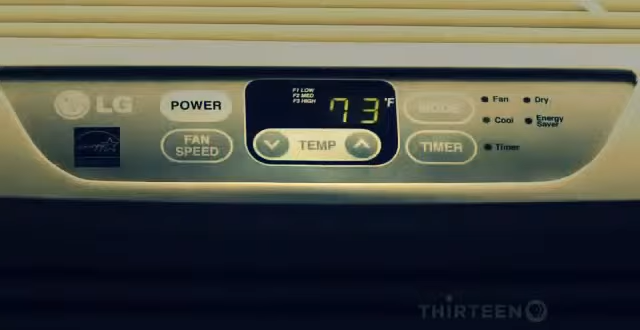 LG
POWER
FAN
SPEED
F1 LOW
F2 MED
F3 HIGH
73°F
TEMP
MODE
TIMER
Fan
Dry
Cool
Energy
Saver
Timer
THIRTEEN